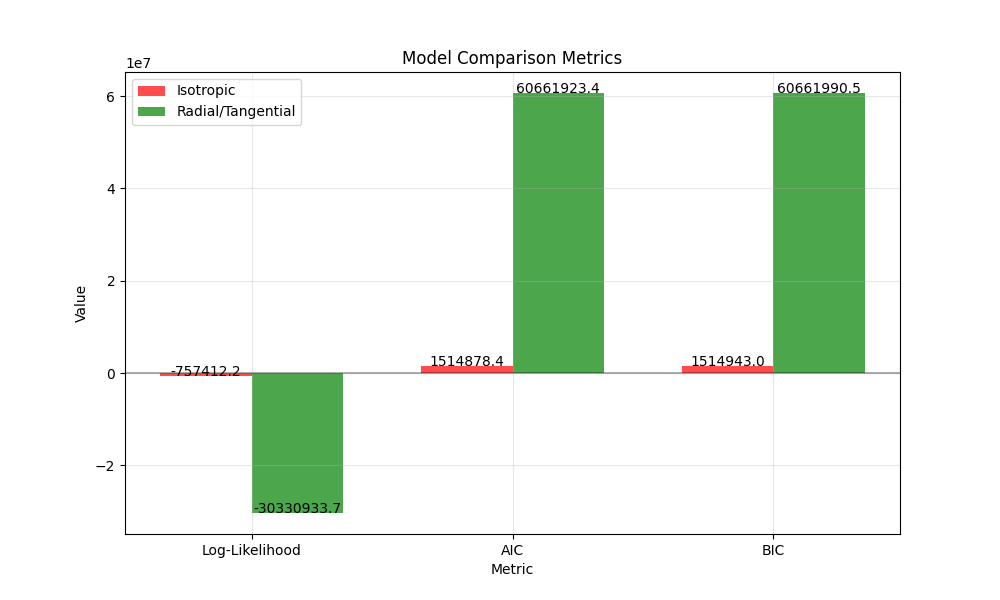 Model Comparison Metrics
1e7
Isotropic
Radial/Tangential
60661923.4
60661990.5
6
4
2
0
−2
Value
-757412.2
1514878.4
1514943.0
-30330933.7
Log-Likelihood
AIC
BIC
Metric